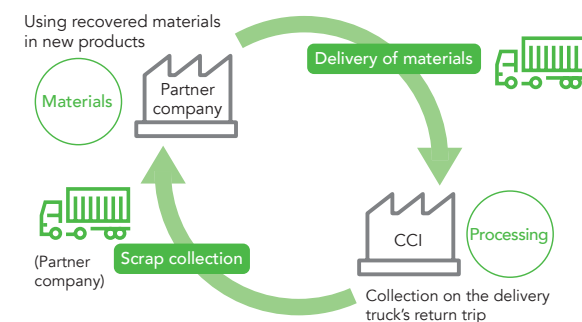 Using recovered materials
in new products
Materials
Partner
company
Delivery of materials
CCI
Processing
(Partner
company)
Scrap collection
Collection on the delivery
truck's return trip